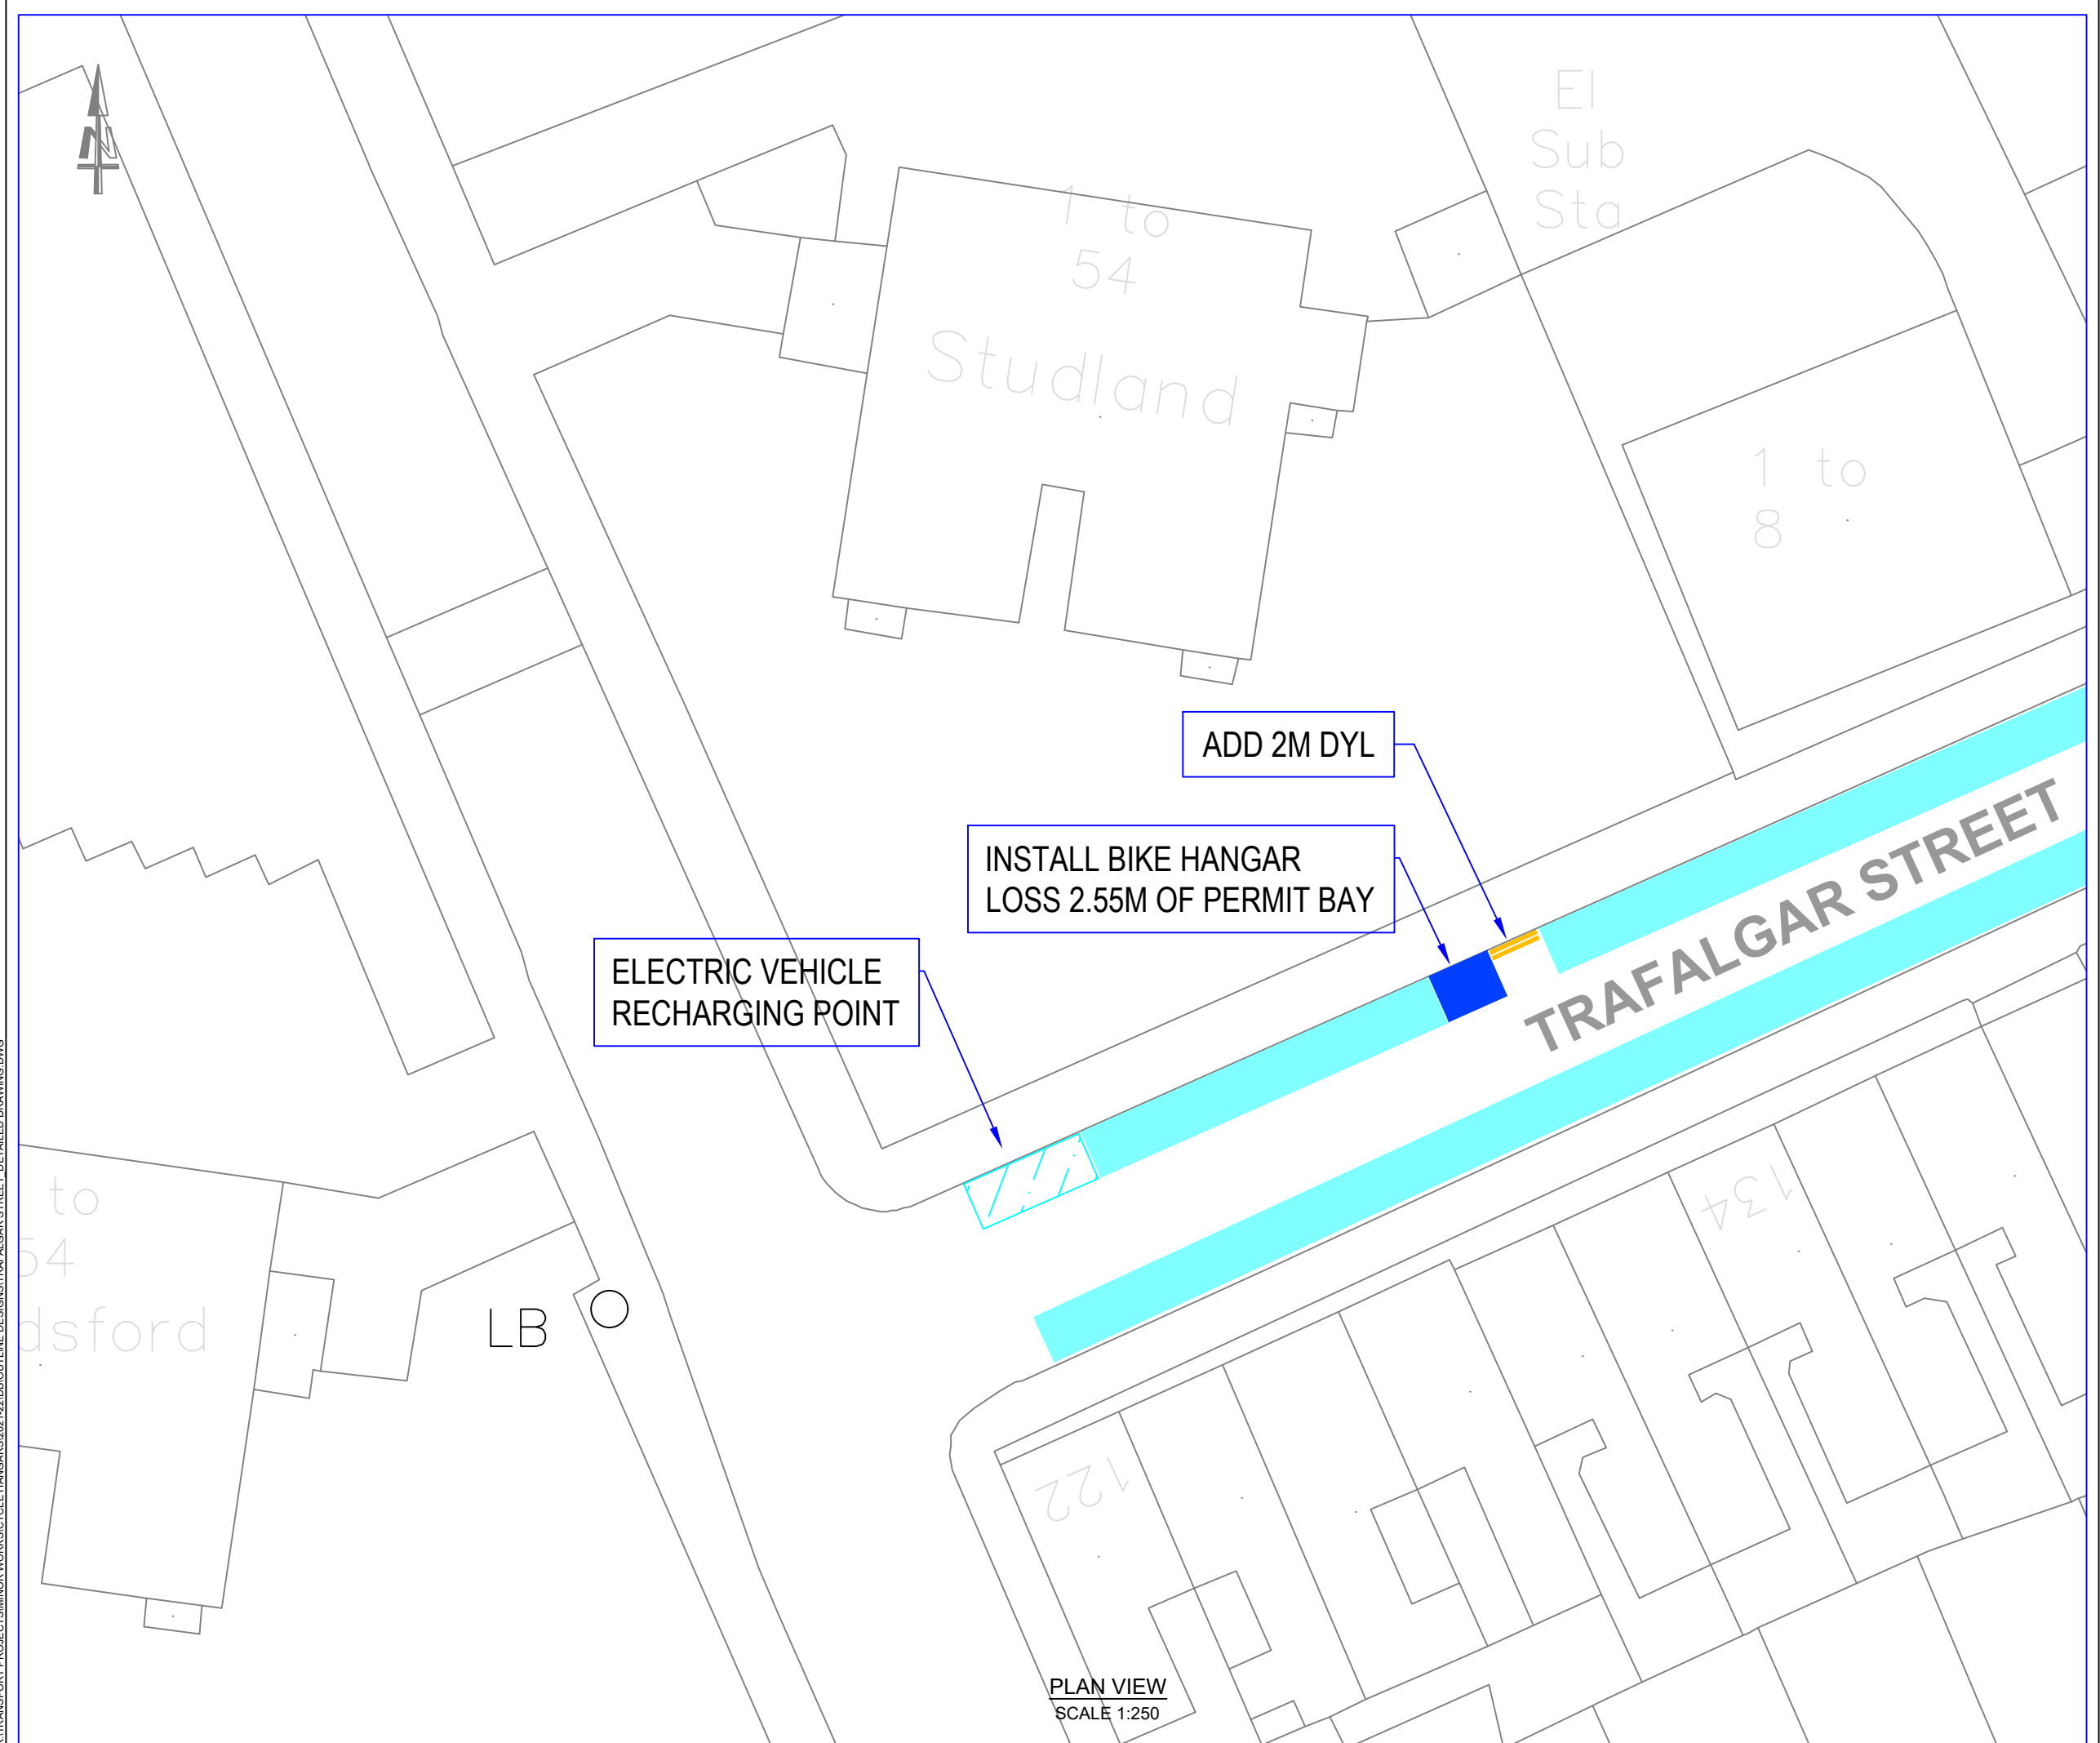 N
El
Sub
Sta
1 to
54
Studland
1 to
8
ADD 2M DYL
INSTALL BIKE HANGAR
LOSS 2.55M OF PERMIT BAY
ELECTRIC VEHICLE
RECHARGING POINT
TRAFALGAR STREET
to
54
dsford
LB
134
122
PLAN VIEW
SCALE 1:250